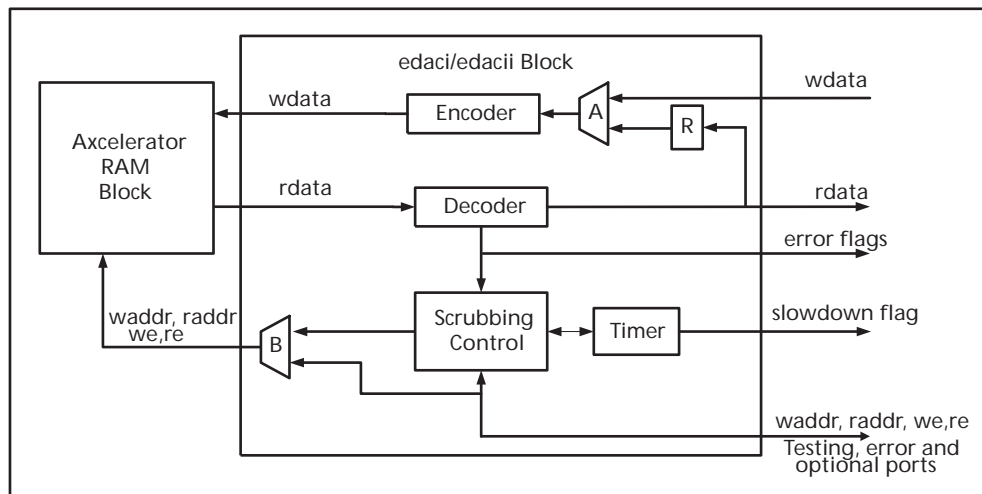 edaci/edacii Block
wdata
Encoder
A
wdata
R
Axcelerator
RAM
Block
rdata
Decoder
rdata
error flags
waddr, raddr
we,re
B
Scrubbing
Control
Timer
slowdown flag
waddr, raddr, we,re
Testing, error and
optional ports